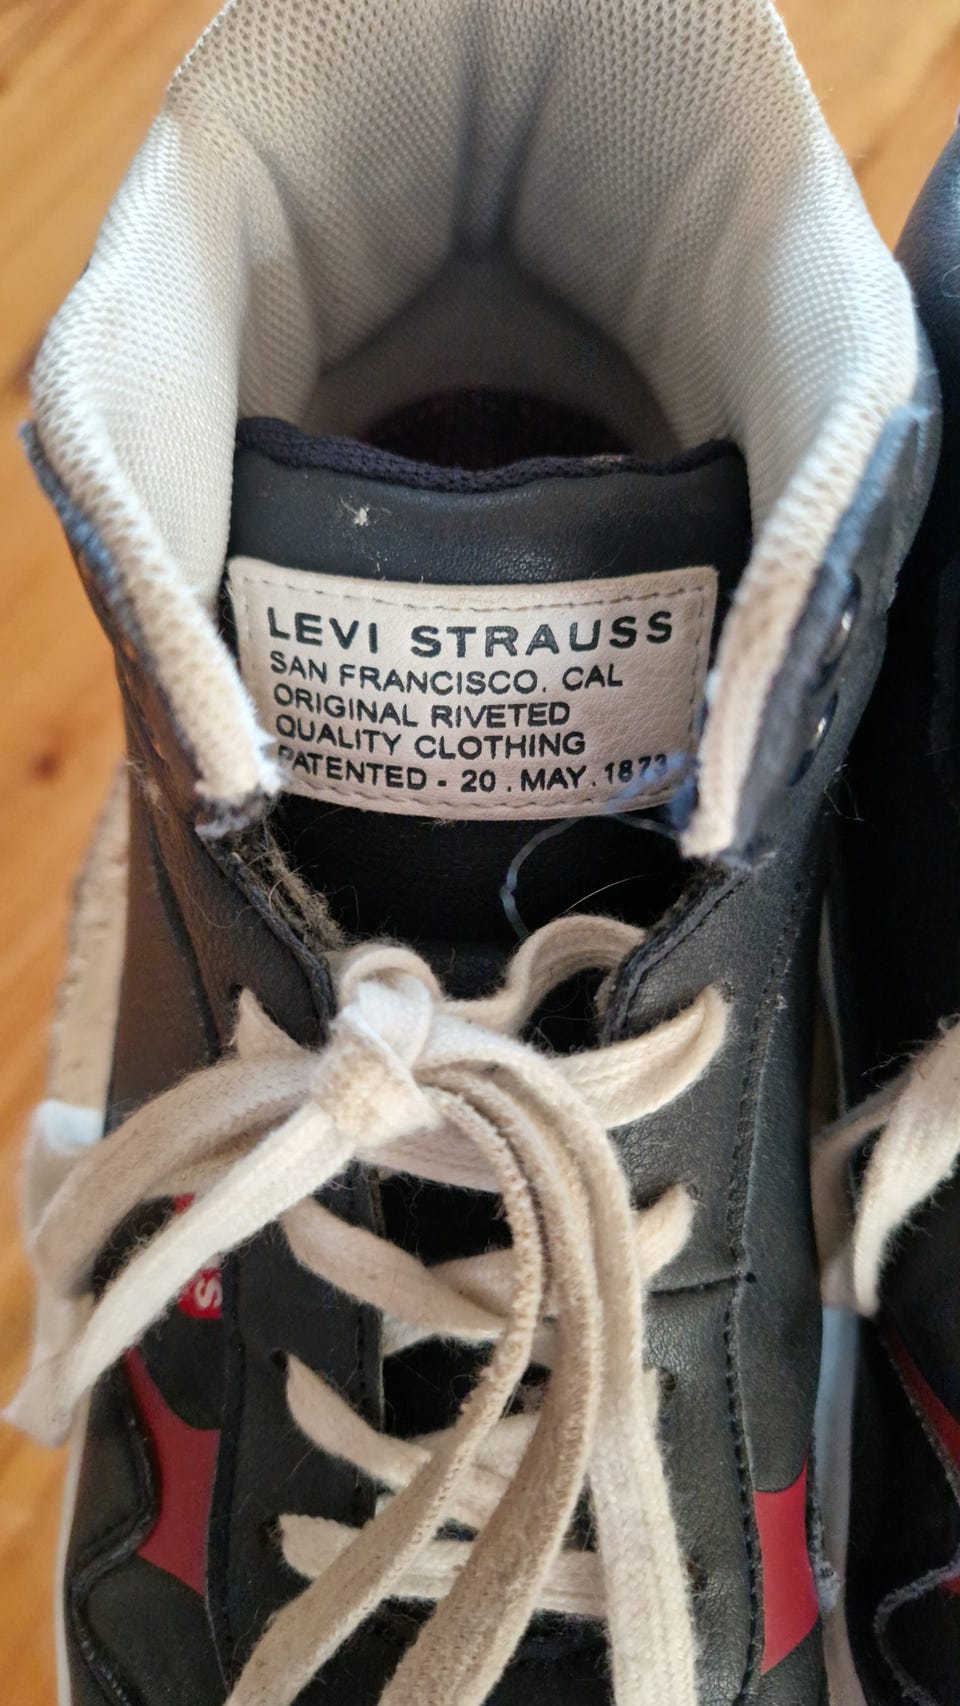 LEVI STRAUSS
SAN FRANCISCO. CAL
ORIGINAL RIVETED
QUALITY CLOTHING
PATENTED - 20 . MAY . 1873